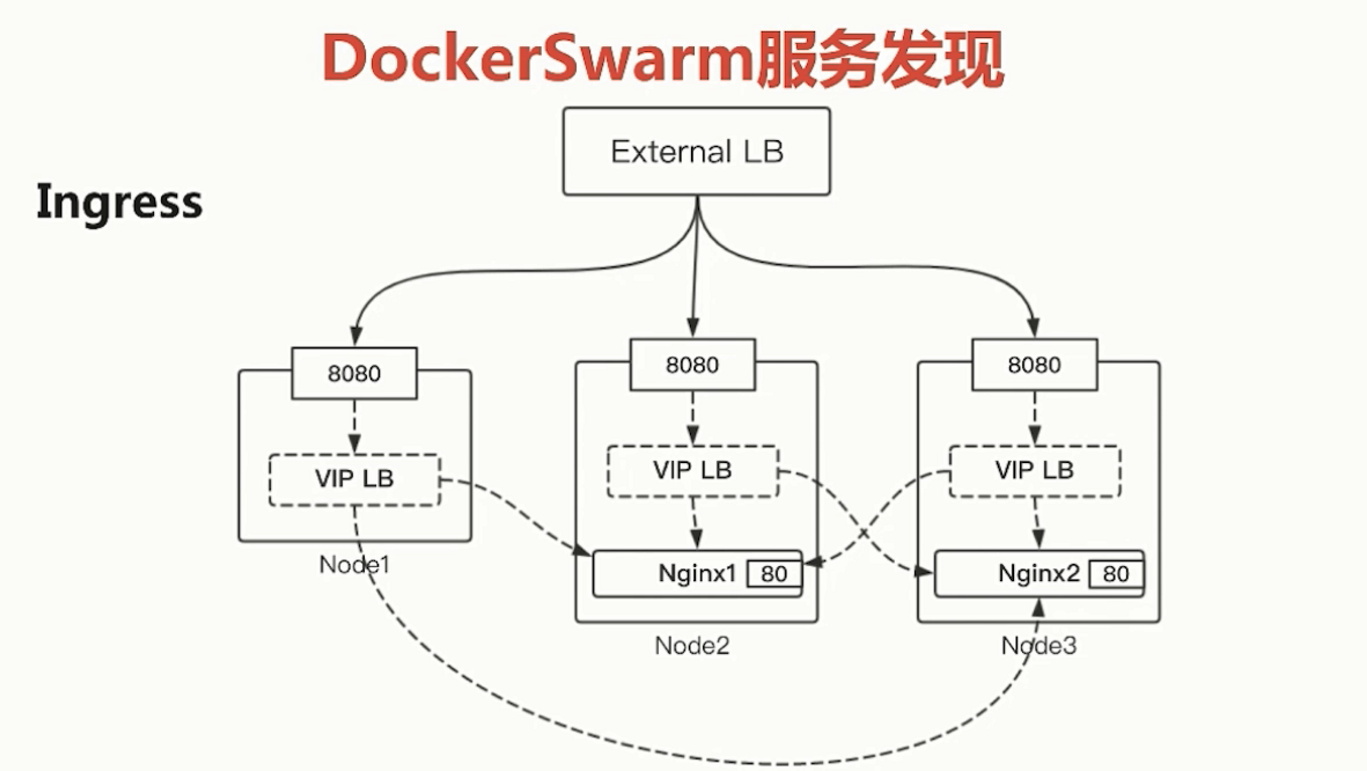 DockerSwarm服务发现
External LB
Ingress
8080
8080
8080
VIP LB
VIP LB
VIP LB
Node1
Nginx1 80
Nginx2 80
Node2
Node3